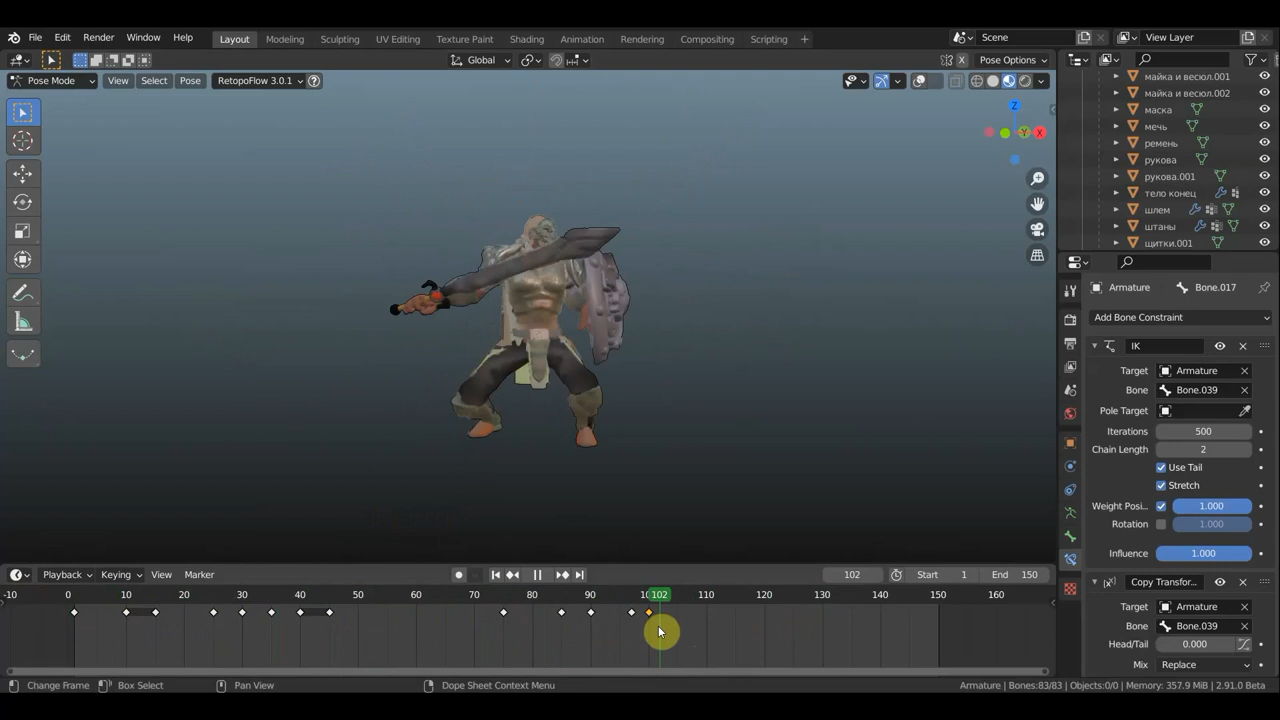 File Edit Render Window Help Layout Modeling Sculpting UV Editing Texture Paint Shading Animation Rendering Compositing Scripting + Scene View Layer
Global Pose Options
Pose Mode View Select Pose RetopoFlow 3.0.1
майка и весюл.001
майка и весюл.002
маска
мечь
ремень
рукова
рукова.001
тело конец
шлем
штаны
щитки.001
Z
Y X
Armature Bone.017
Add Bone Constraint
IK
Target Armature
Bone Bone.039
Pole Target
Iterations 500
Chain Length 2
Use Tail
Stretch
Weight Posi... 1.000
Rotation 1.000
Influence 1.000
Playback Keying View Marker 102 Start 1 End 150
Copy Transfor...
-10 0 10 20 30 40 50 60 70 80 90 10 102 110 120 130 140 150 160
Target Armature
Bone Bone.039
Head/Tail 0.000
Mix Replace
Change Frame Box Select Pan View Dope Sheet Context Menu Armature | Bones:83/83 | Objects:0/0 | Memory: 357.9 MiB | 2.91.0 Beta